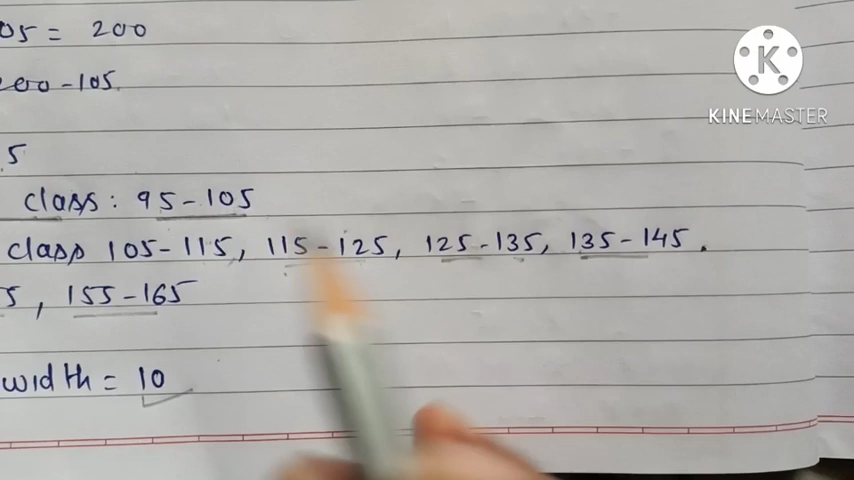 05 = 200
200 - 105.
5
class: 95 - 105
class 105 - 115, 115 - 125, 125 - 135, 135 - 145.
5, 155 - 165
width = 10
K
KINEMASTER